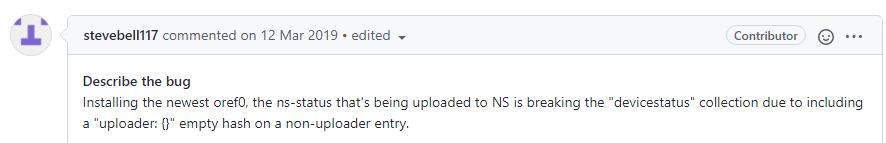 stevebell117 commented on 12 Mar 2019 • edited
Contributor
Describe the bug
Installing the newest oref0, the ns-status that's being uploaded to NS is breaking the "devicestatus" collection due to including
a "uploader: {}" empty hash on a non-uploader entry.